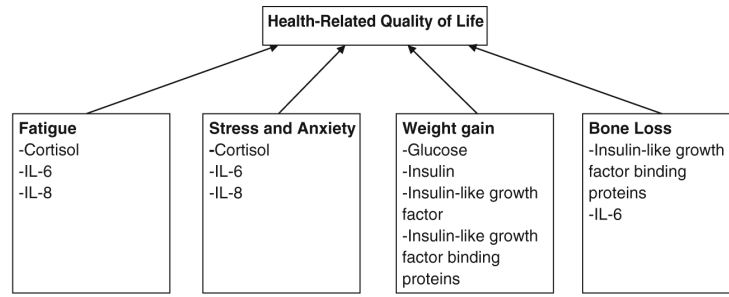 Health-Related Quality of Life
Fatigue
-Cortisol
-IL-6
-IL-8
Stress and Anxiety
-Cortisol
-IL-6
-IL-8
Weight gain
-Glucose
-Insulin
-Insulin-like growth
factor
-Insulin-like growth
factor binding
proteins
Bone Loss
-Insulin-like growth
factor binding
proteins
-IL-6